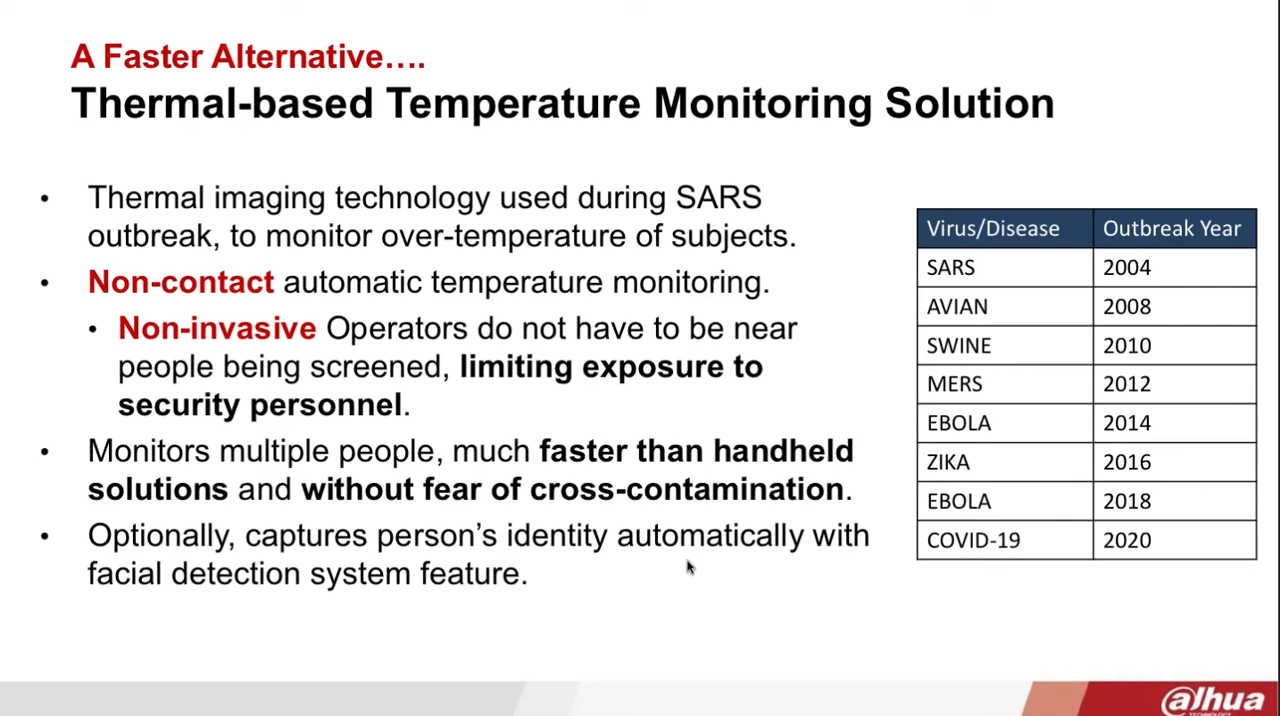 A Faster Alternative….
Thermal-based Temperature Monitoring Solution
• Thermal imaging technology used during SARS
outbreak, to monitor over-temperature of subjects.
• Non-contact automatic temperature monitoring.
• Non-invasive Operators do not have to be near
people being screened, limiting exposure to
security personnel.
• Monitors multiple people, much faster than handheld
solutions and without fear of cross-contamination.
• Optionally, captures person’s identity automatically with
facial detection system feature.
Virus/Disease Outbreak Year
SARS 2004
AVIAN 2008
SWINE 2010
MERS 2012
EBOLA 2014
ZIKA 2016
EBOLA 2018
COVID-19 2020
alhua
TECHNOLOGY